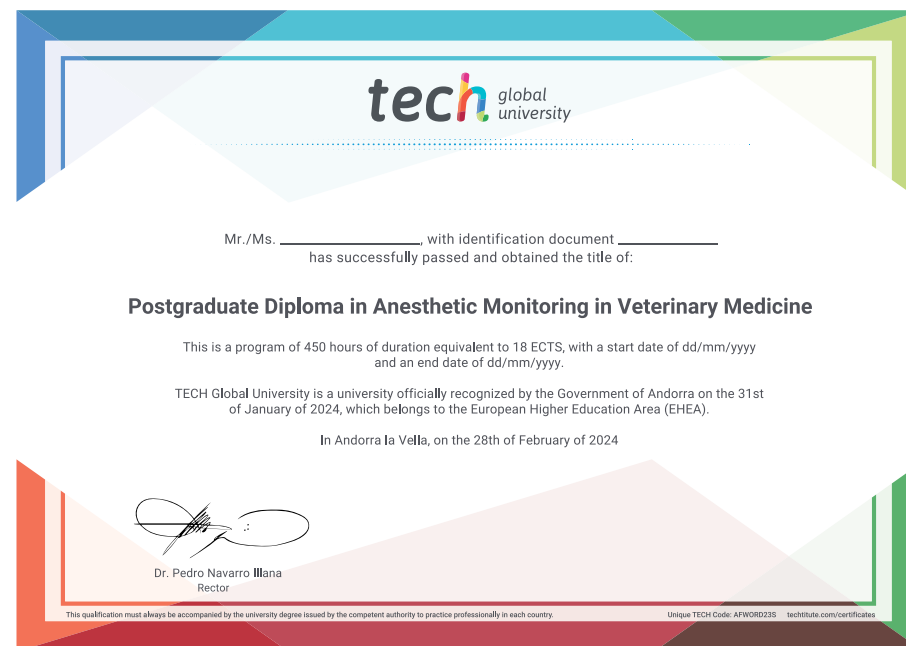 tech global university
Mr./Ms. ____________, with identification document ____________
has successfully passed and obtained the title of:
Postgraduate Diploma in Anesthetic Monitoring in Veterinary Medicine
This is a program of 450 hours of duration equivalent to 18 ECTS, with a start date of dd/mm/yyyy
and an end date of dd/mm/yyyy.
TECH Global University is a university officially recognized by the Government of Andorra on the 31st
of January of 2024, which belongs to the European Higher Education Area (EHEA).
In Andorra la Vella, on the 28th of February of 2024
Dr. Pedro Navarro Illana
Rector
This qualification must always be accompanied by the university degree issued by the competent authority to practice professionally in each country.
Unique TECH Code: AFWORD23S techtitute.com/certificates